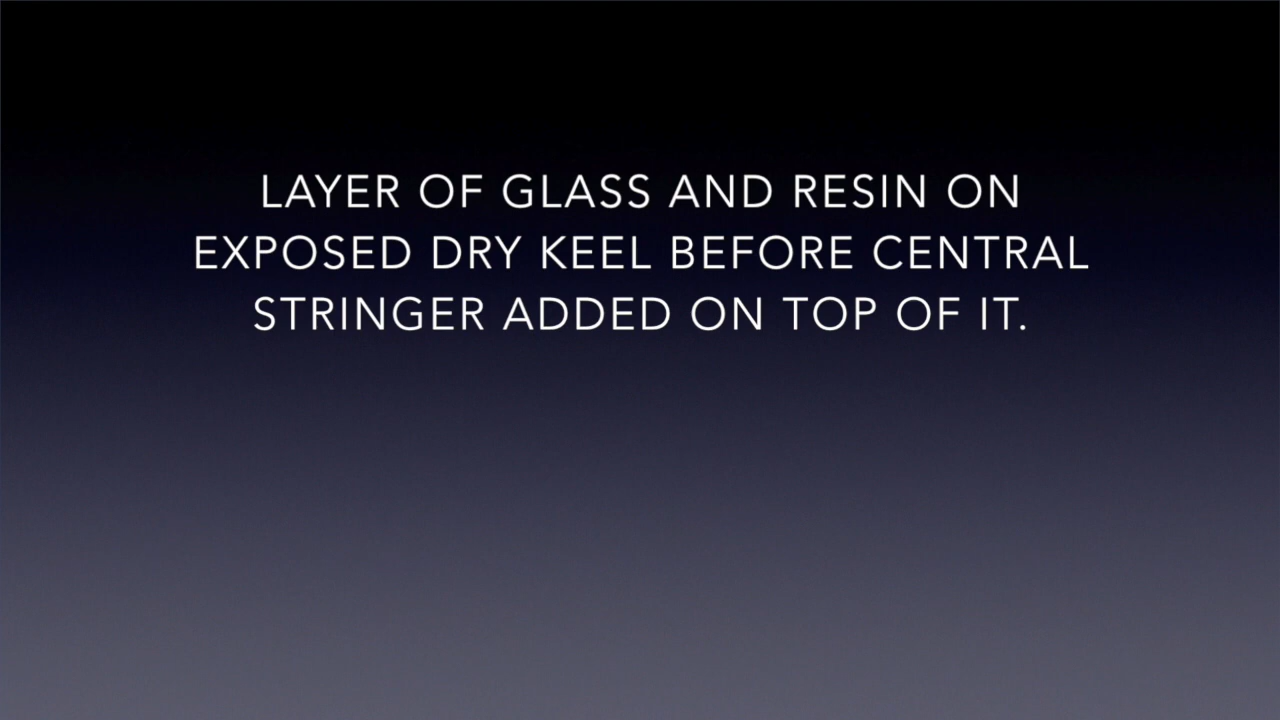 LAYER OF GLASS AND RESIN ON
EXPOSED DRY KEEL BEFORE CENTRAL
STRINGER ADDED ON TOP OF IT.